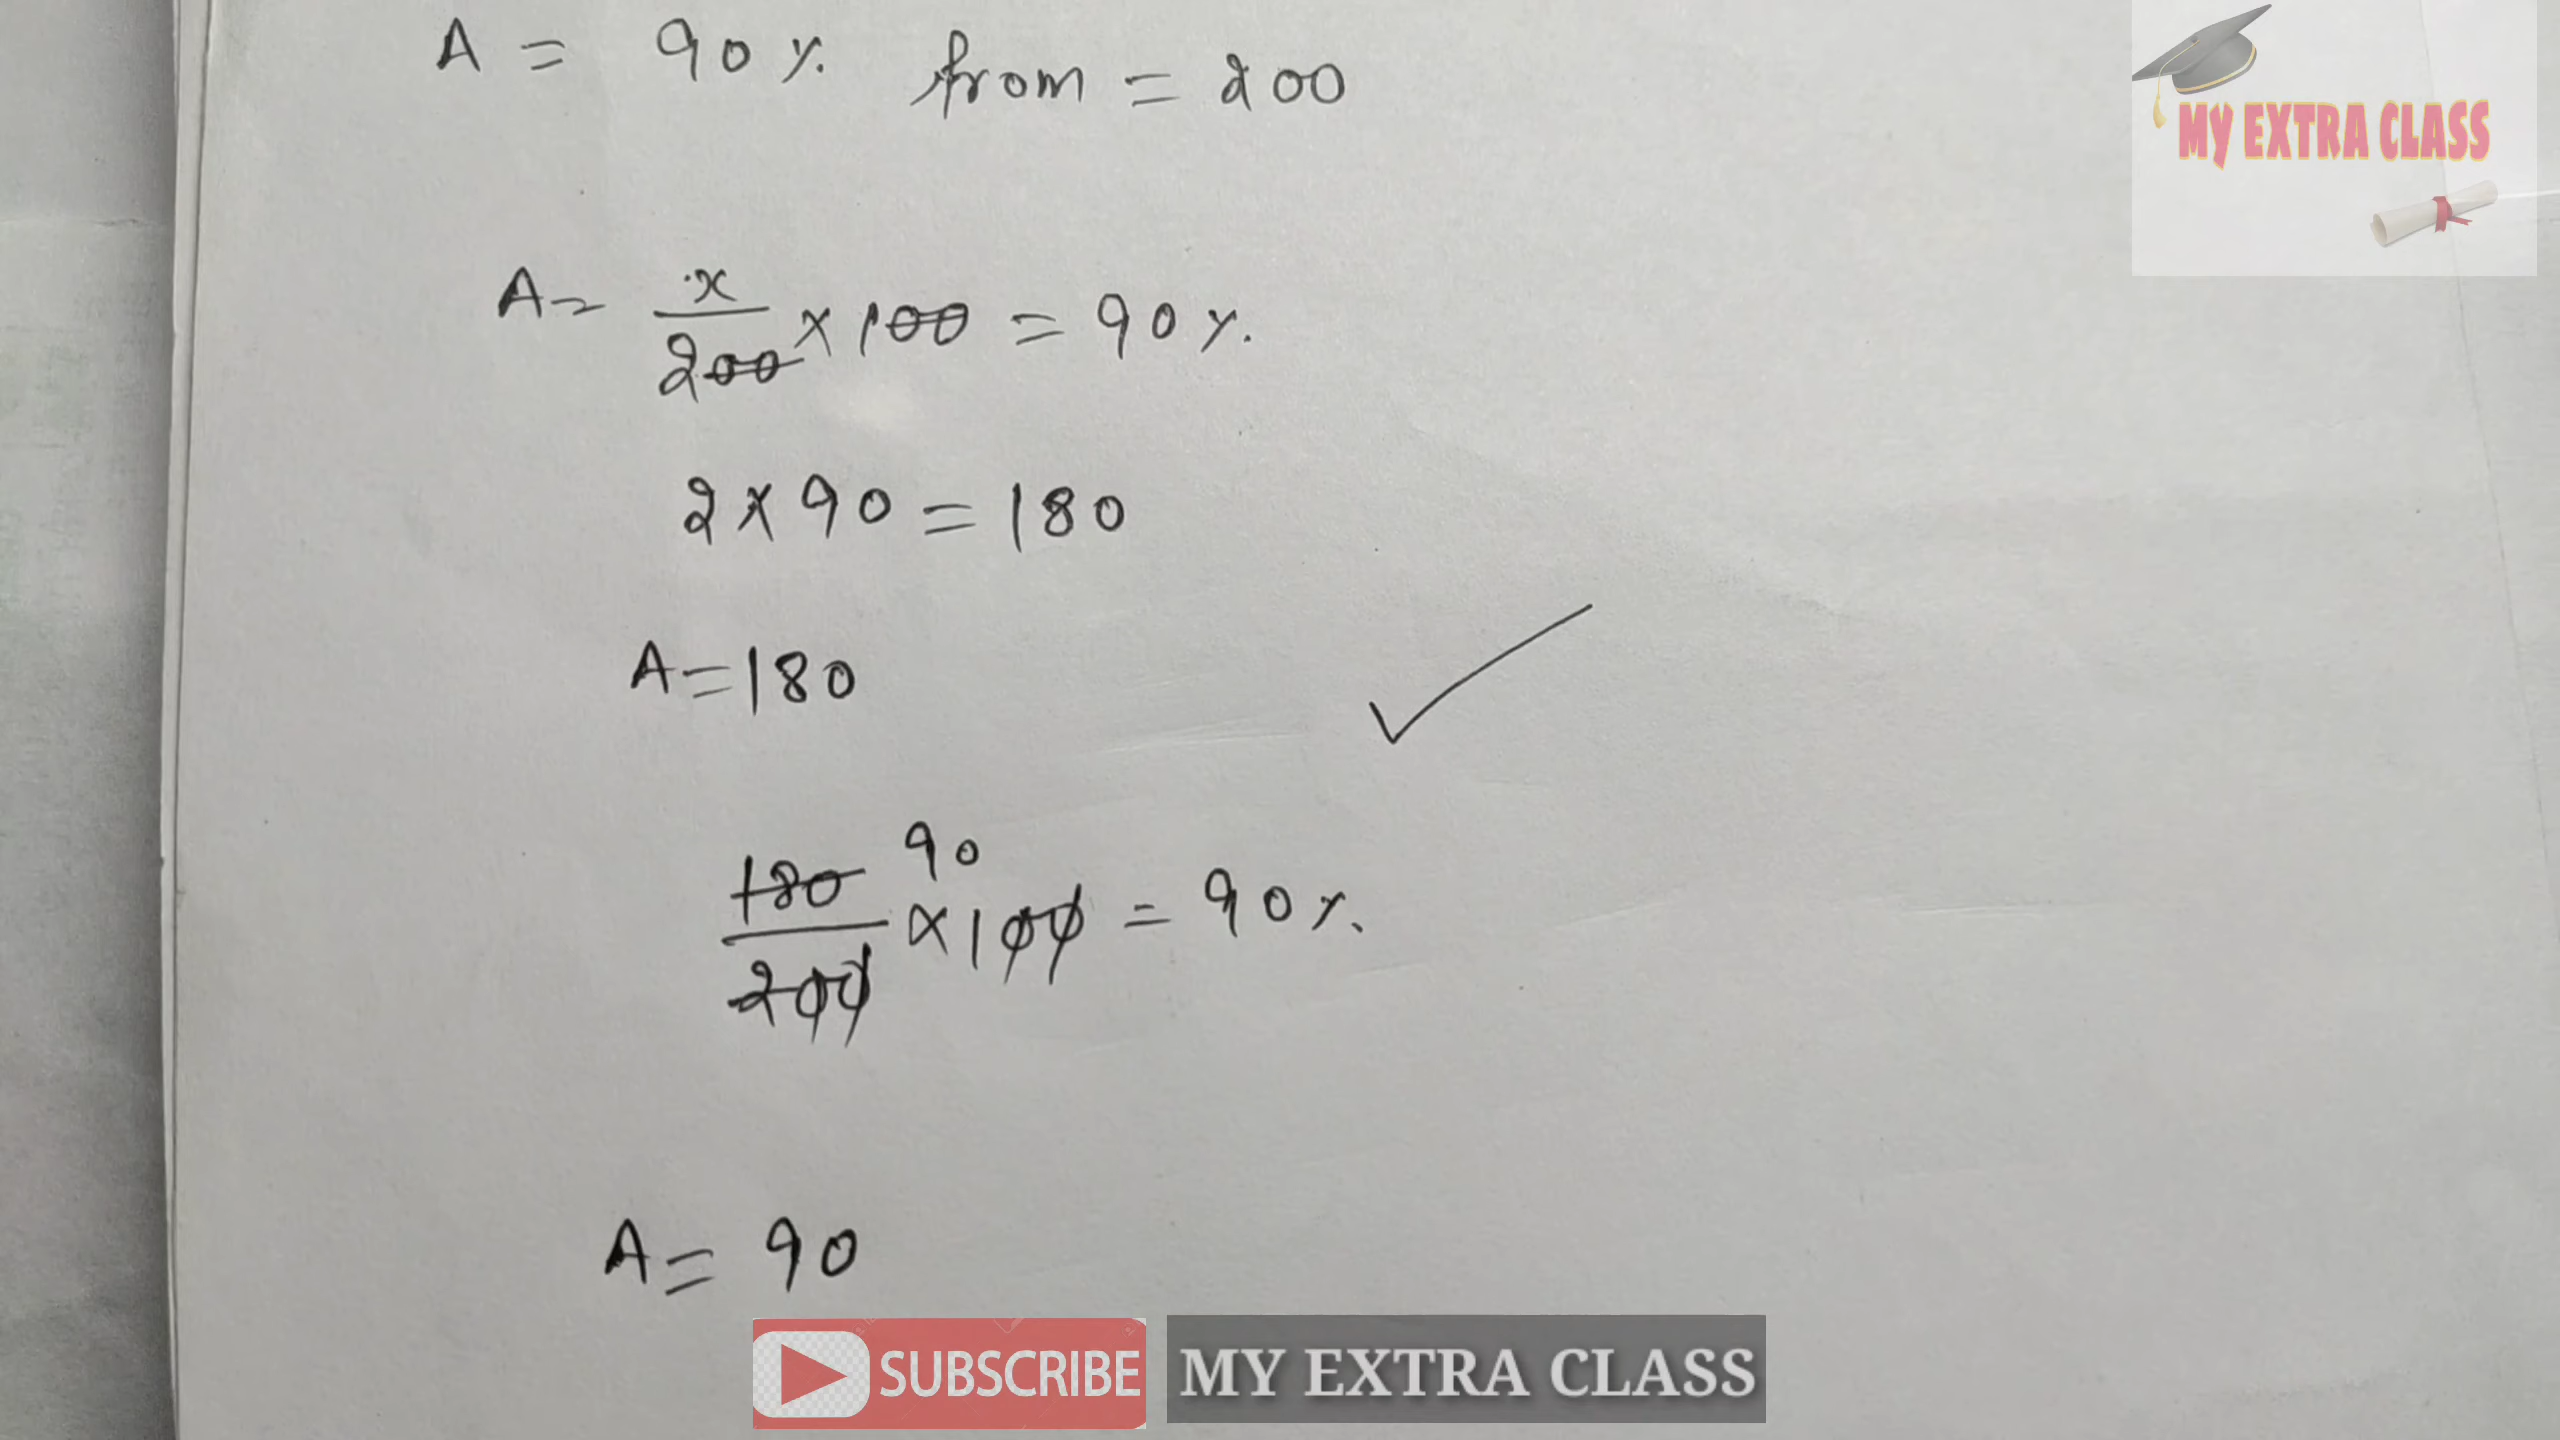 A = 90 %. from = 200
MY EXTRA CLASS
A = x/200 × 100 = 90 %.
2 × 90 = 180
A = 180
✓
180/200 × 100 = 90 %.
90
A = 90
SUBSCRIBE MY EXTRA CLASS